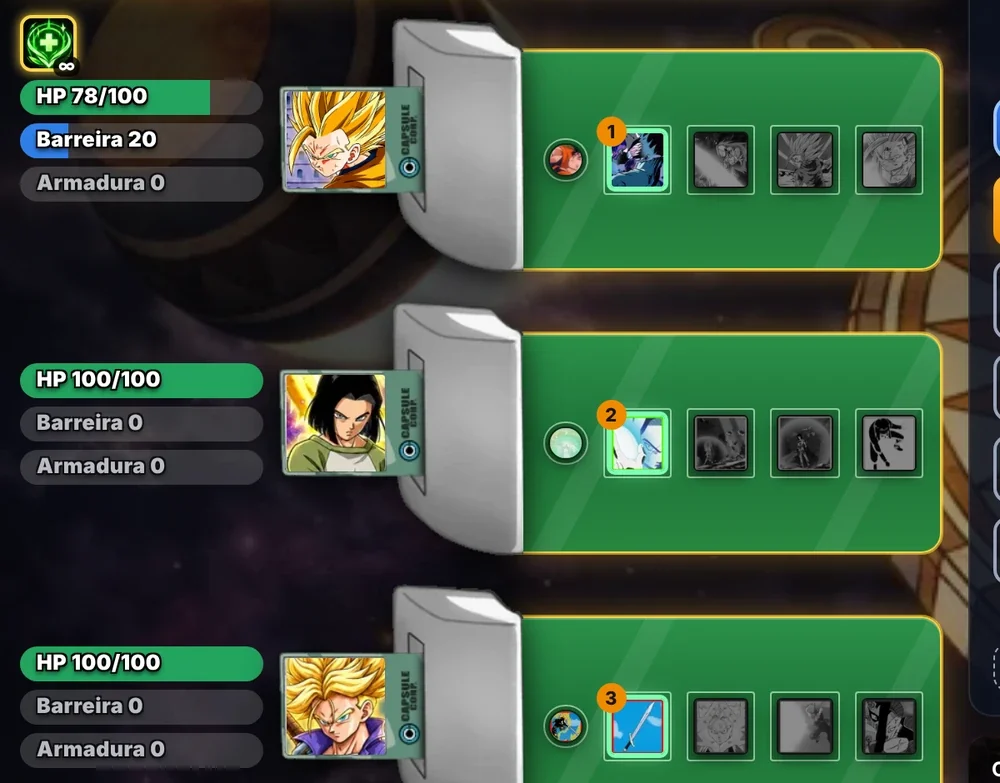 ∞
HP 78/100
Barreira 20
Armadura 0
CAPSULE
CORP.
1
HP 100/100
Barreira 0
Armadura 0
CAPSULE
CORP.
2
HP 100/100
Barreira 0
Armadura 0
CAPSULE
CORP.
3